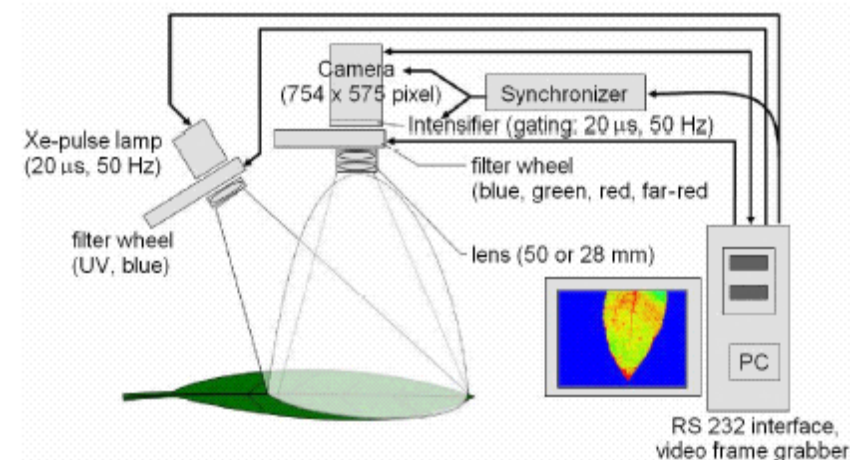 Camera
(754 x 575 pixel)
Synchronizer
Intensifier (gating: 20 µs, 50 Hz)
Xe-pulse lamp
(20 µs, 50 Hz)
filter wheel
(blue, green, red, far-red
filter wheel
(UV, blue)
lens (50 or 28 mm)
PC
RS 232 interface,
video frame grabber